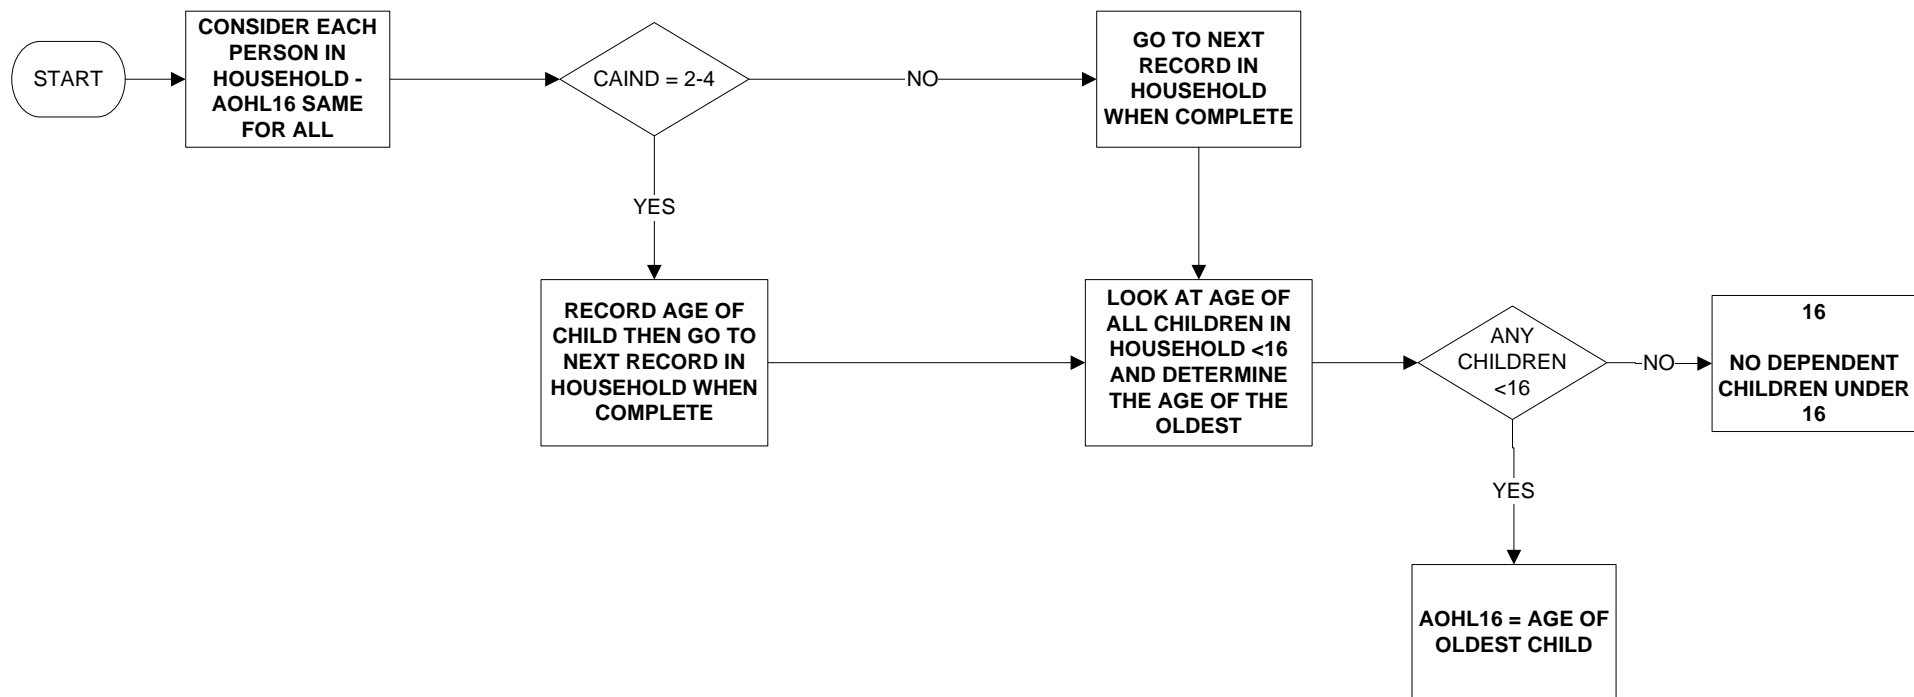 START
CONSIDER EACH
PERSON IN
HOUSEHOLD -
AOHL16 SAME
FOR ALL
CAIND = 2-4
NO
GO TO NEXT
RECORD IN
HOUSEHOLD
WHEN COMPLETE
YES
RECORD AGE OF
CHILD THEN GO TO
NEXT RECORD IN
HOUSEHOLD WHEN
COMPLETE
LOOK AT AGE OF
ALL CHILDREN IN
HOUSEHOLD <16
AND DETERMINE
THE AGE OF THE
OLDEST
ANY
CHILDREN
<16
NO
16
NO DEPENDENT
CHILDREN UNDER
16
YES
AOHL16 = AGE OF
OLDEST CHILD